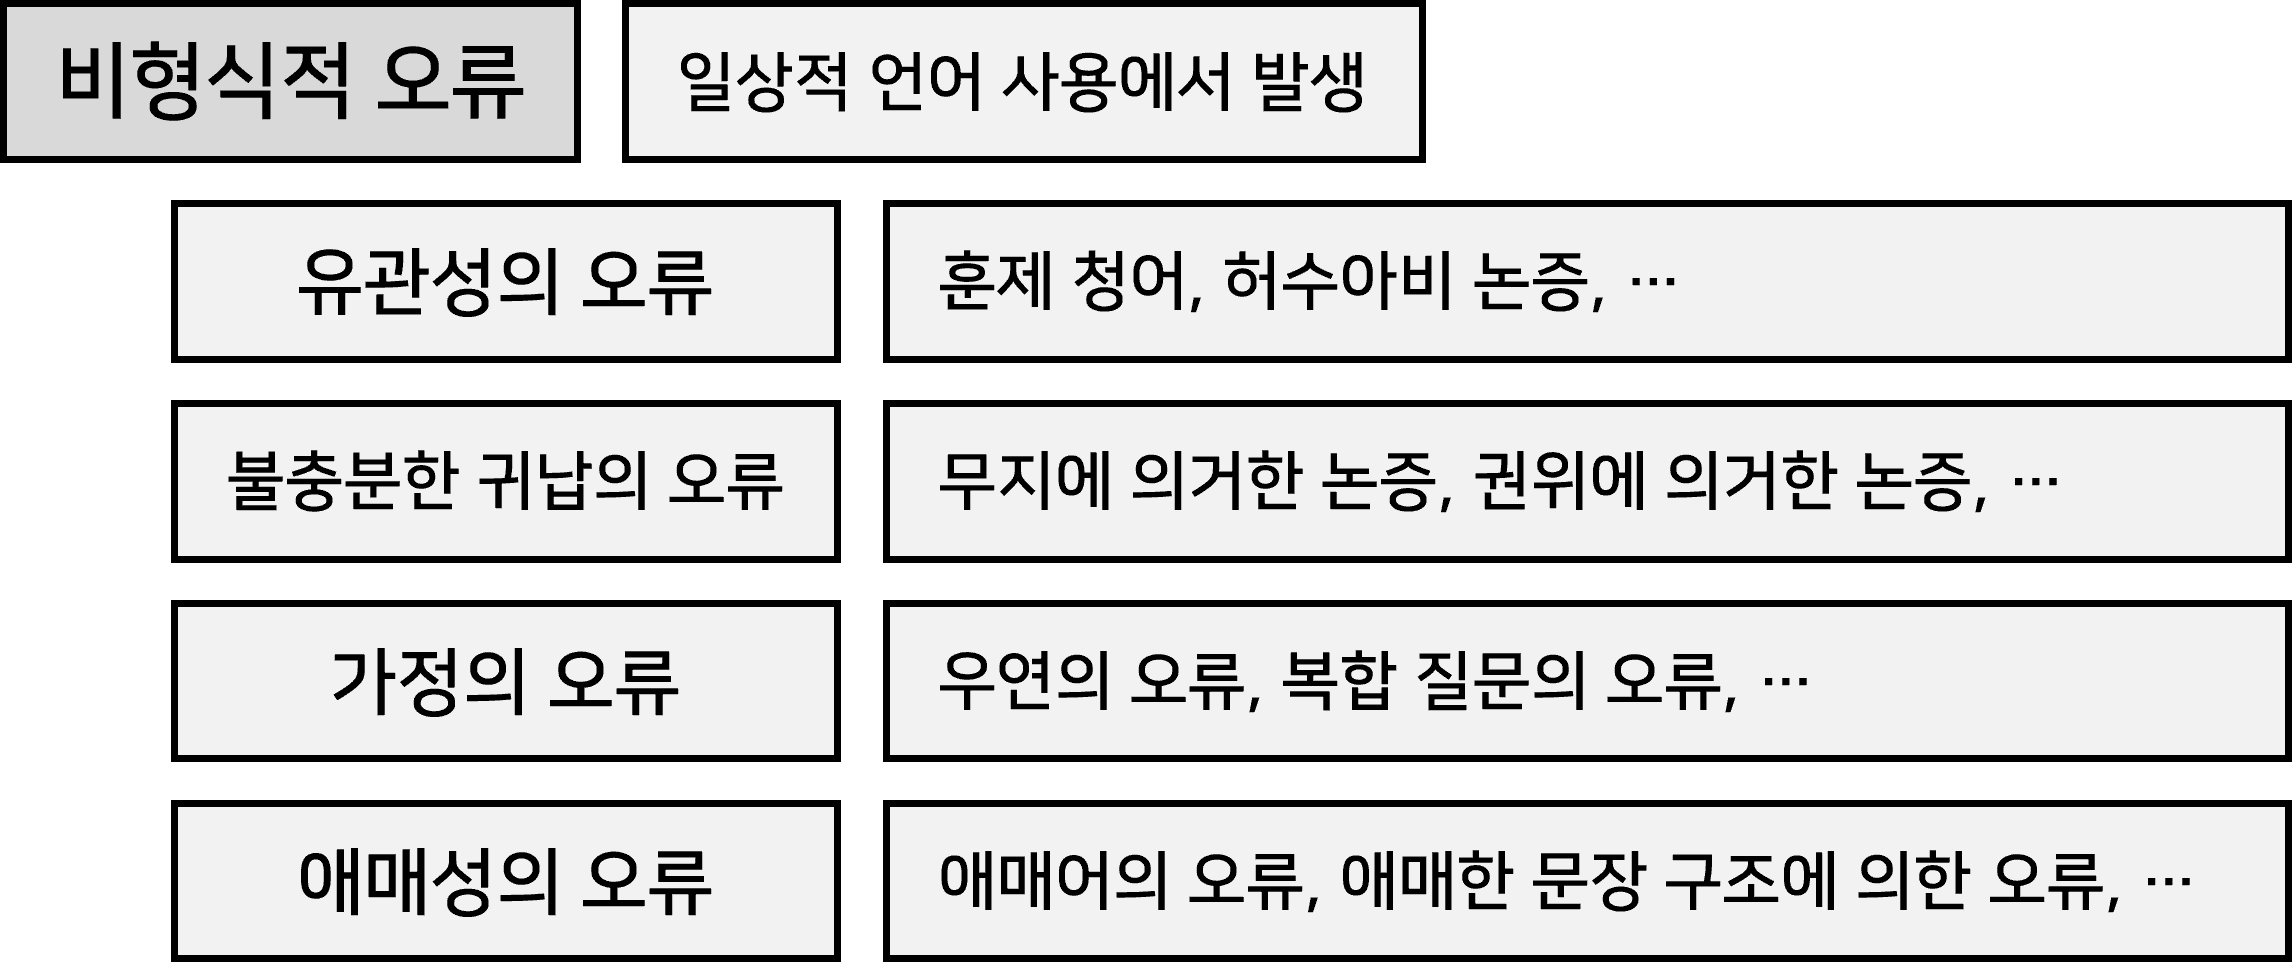 비형식적 오류
일상적 언어 사용에서 발생
유관성의 오류
훈제 청어, 허수아비 논증, …
불충분한 귀납의 오류
무지에 의거한 논증, 권위에 의거한 논증, …
가정의 오류
우연의 오류, 복합 질문의 오류, …
애매성의 오류
애매어의 오류, 애매한 문장 구조에 의한 오류, …